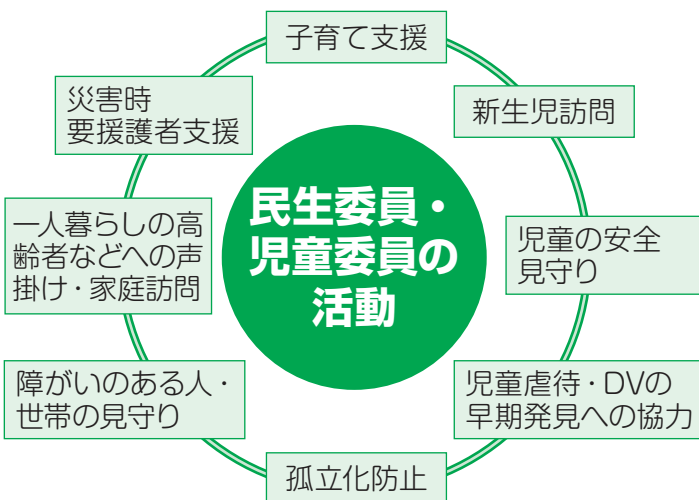 民生委員・
児童委員の
活動
子育て支援
新生児訪問
児童の安全
見守り
児童虐待・DVの
早期発見への協力
孤立化防止
障がいのある人・
世帯の見守り
一人暮らしの高
齢者などへの声
掛け・家庭訪問
災害時
要援護者支援